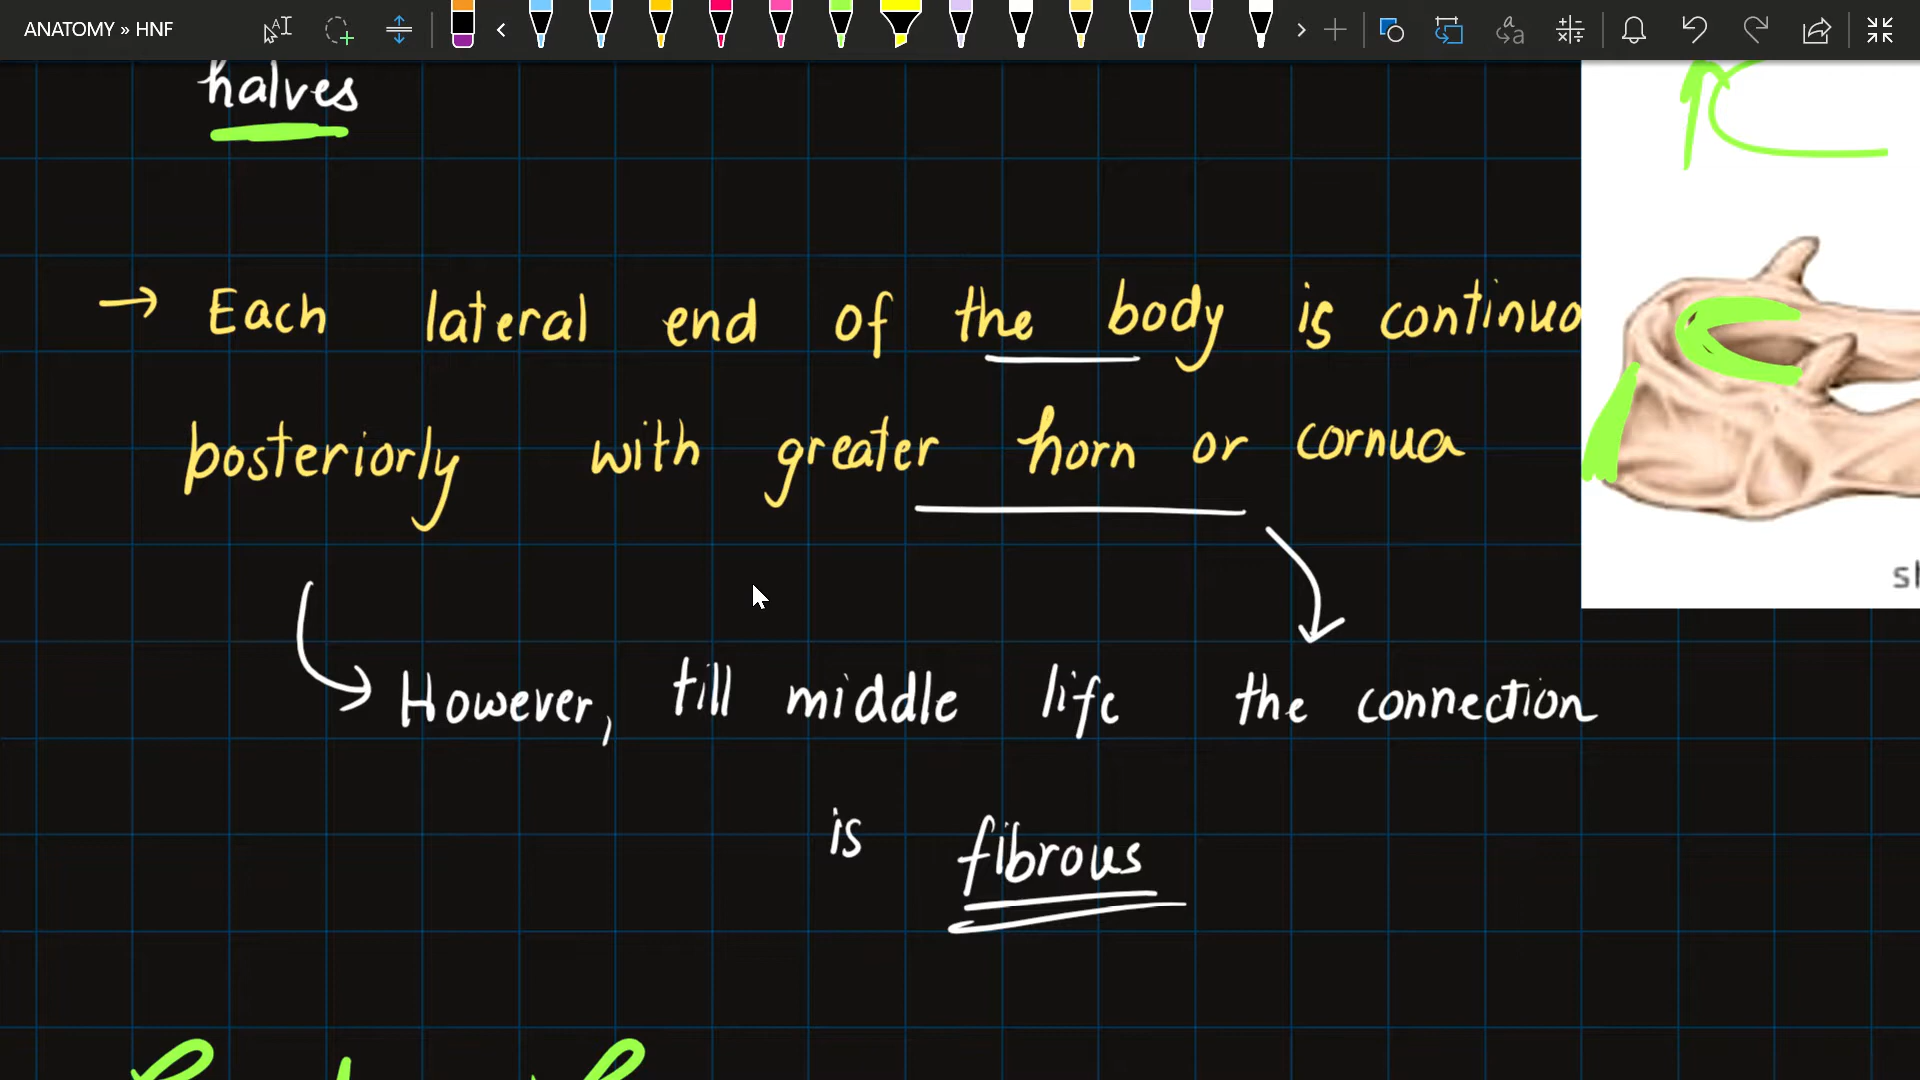 ANATOMY » HNF
halves
→ Each lateral end of the body is continuo
posteriorly with greater horn or cornua
However, till middle life the connection
is fibrous
sh